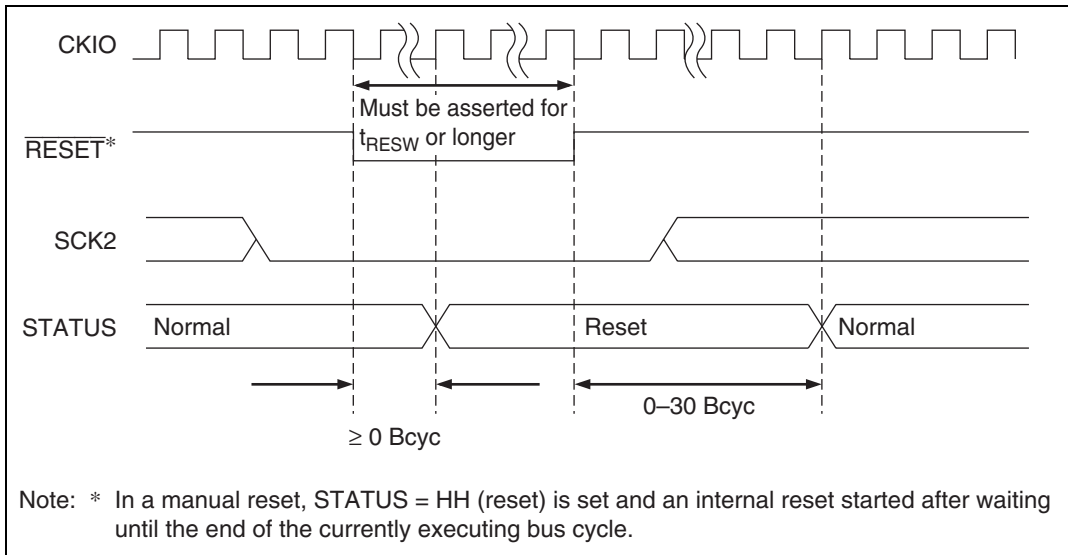 CKIO
Must be asserted for
tRESW or longer
RESET*
SCK2
STATUS
Normal
Reset
Normal
0–30 Bcyc
≥ 0 Bcyc
Note: * In a manual reset, STATUS = HH (reset) is set and an internal reset started after waiting
until the end of the currently executing bus cycle.